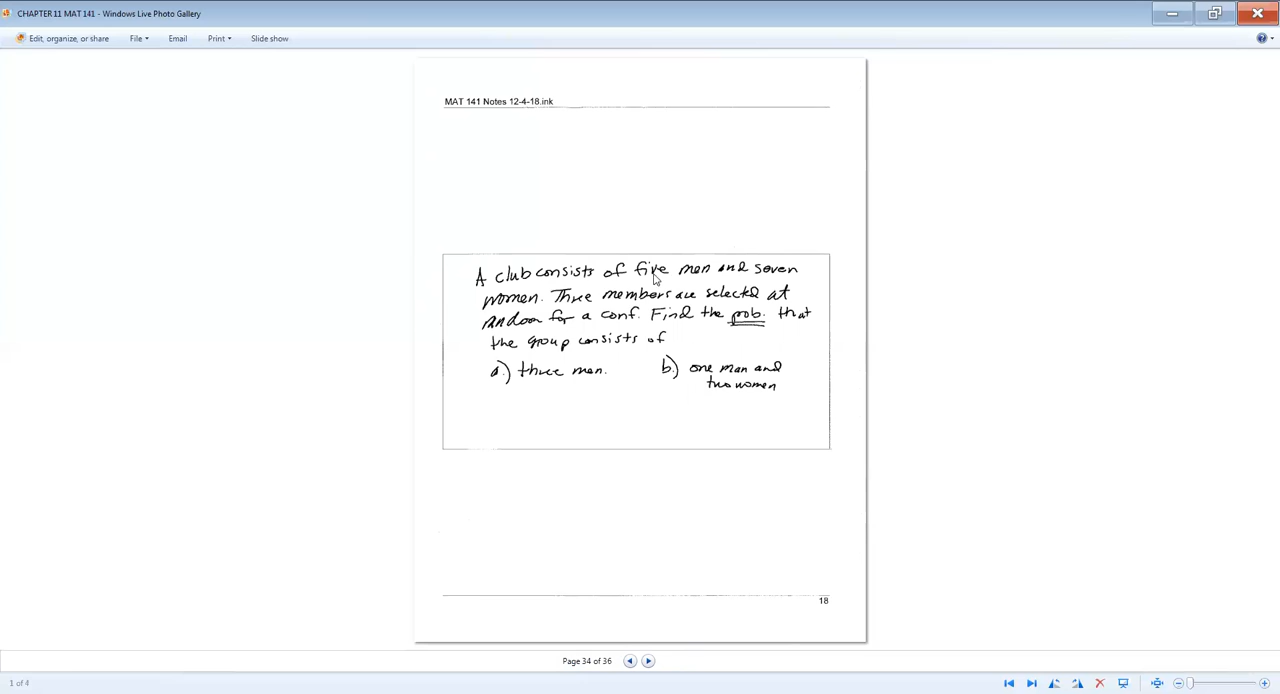 CHAPTER 11 MAT 141 - Windows Live Photo Gallery
Edit, organize, or share File Email Print Slide show
MAT 141 Notes 12-4-18.ink
A club consists of five men and seven
women. Three members are selected at
random for a conf. Find the prob. that
the group consists of
a.) three men. b.) one man and
two women
18
Page 34 of 36
1 of 4